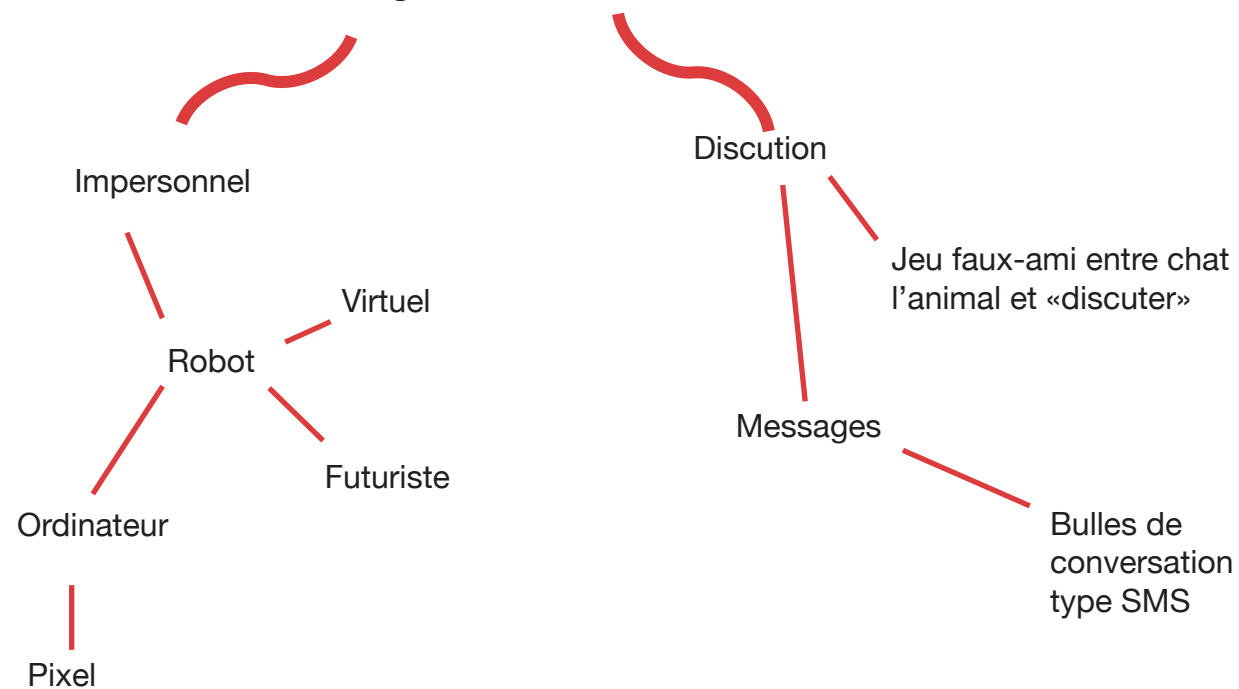 Impersonnel
Discution
Jeu faux-ami entre chat
l’animal et «discuter»
Virtuel
Robot
Messages
Futuriste
Ordinateur
Bulles de
conversation
type SMS
Pixel